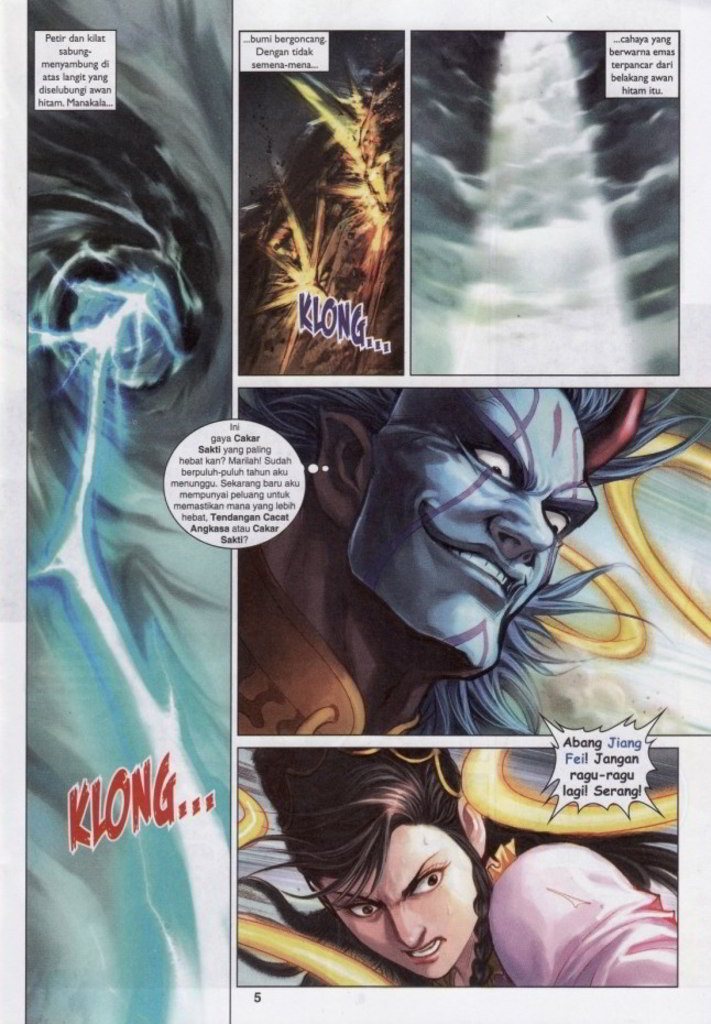 Petir dan kilat
sabung-
menyambung di
atas langit yang
diselubungi awan
hitam. Manakala...
...bumi bergoncang.
Dengan tidak
semena-mena...
...cahaya yang
berwarna emas
terpancar dari
belakang awan
hitam itu.
KLONG...
Ini
gaya Cakar
Sakti yang paling
hebat kan? Marilah! Sudah
berpuluh-puluh tahun aku
menunggu. Sekarang baru aku
mempunyai peluang untuk
memastikan mana yang lebih
hebat, Tendangan Cacat
Angkasa atau Cakar
Sakti?
KLONG...
Abang Jiang
Fei! Jangan
ragu-ragu
lagi! Serang!
5